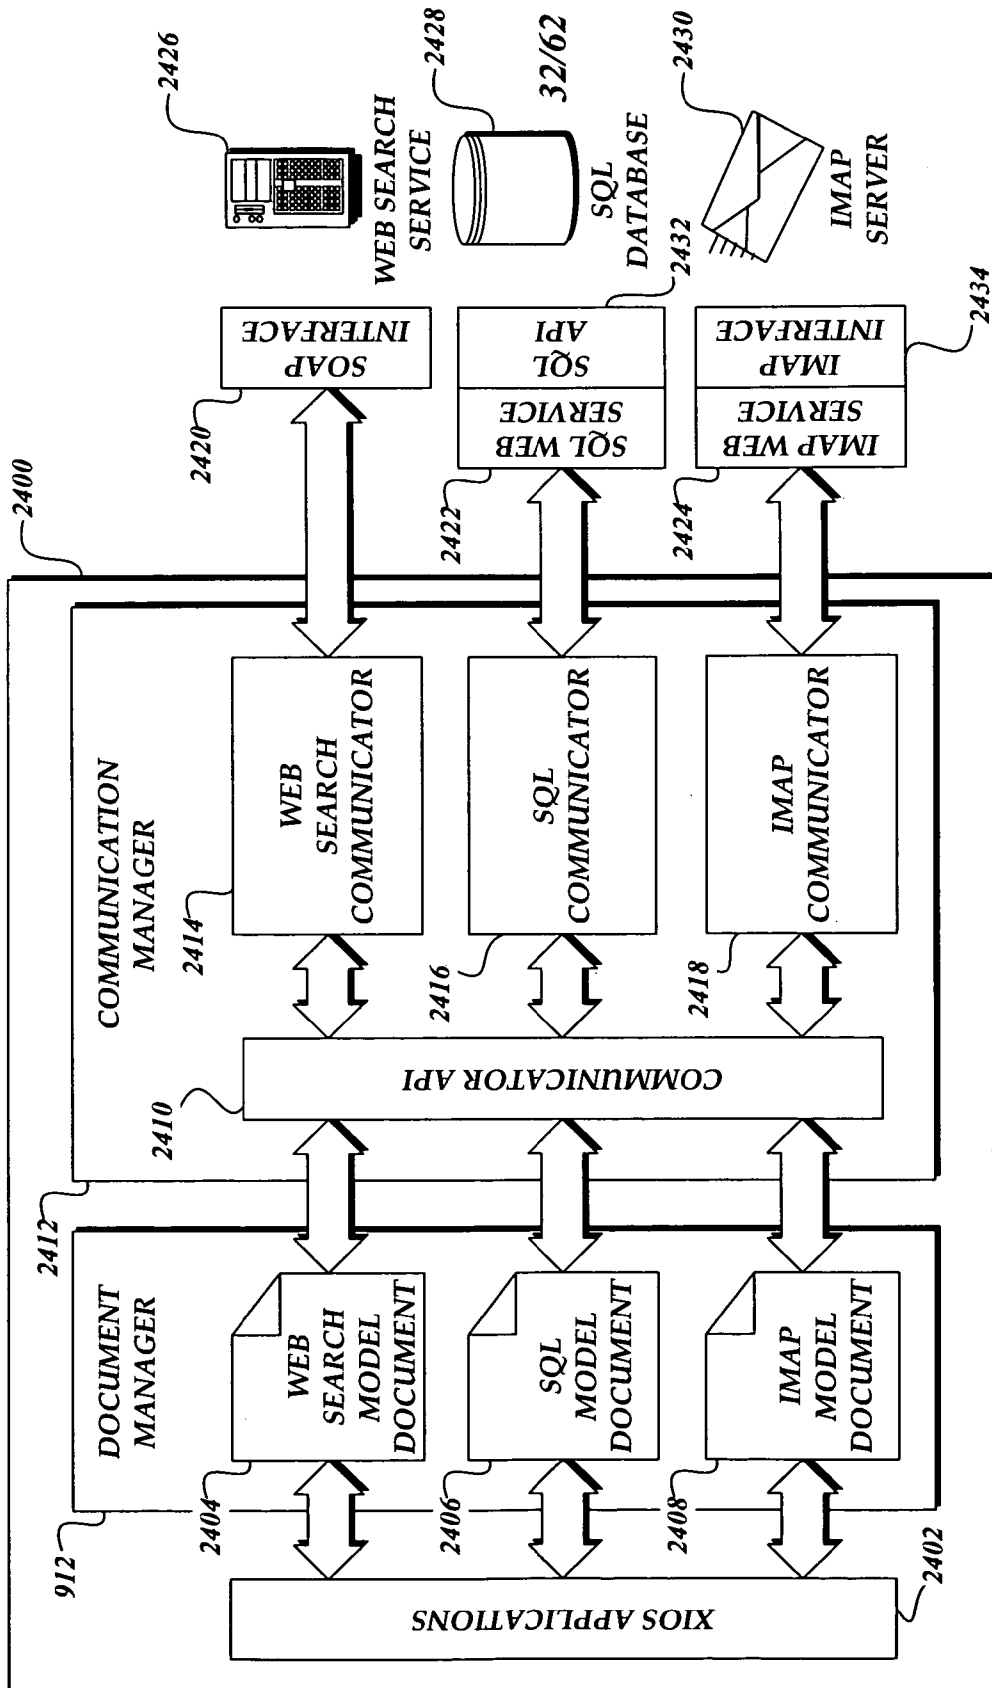 2400
2426
2428
32/62
2430
WEB SEARCH
SERVICE
SQL
DATABASE
IMAP
SERVER
2420
SOAP
INTERFACE
2432
SQL
API
SQL WEB
SERVICE
2422
2434
IMAP
INTERFACE
IMAP WEB
SERVICE
2424
COMMUNICATION
MANAGER
2412
2414
WEB
SEARCH
COMMUNICATOR
2416
SQL
COMMUNICATOR
2418
IMAP
COMMUNICATOR
2410
COMMUNICATOR API
DOCUMENT
MANAGER
912
2404
WEB
SEARCH
MODEL
DOCUMENT
2406
SQL
MODEL
DOCUMENT
2408
IMAP
MODEL
DOCUMENT
2402
XIOS APPLICATIONS